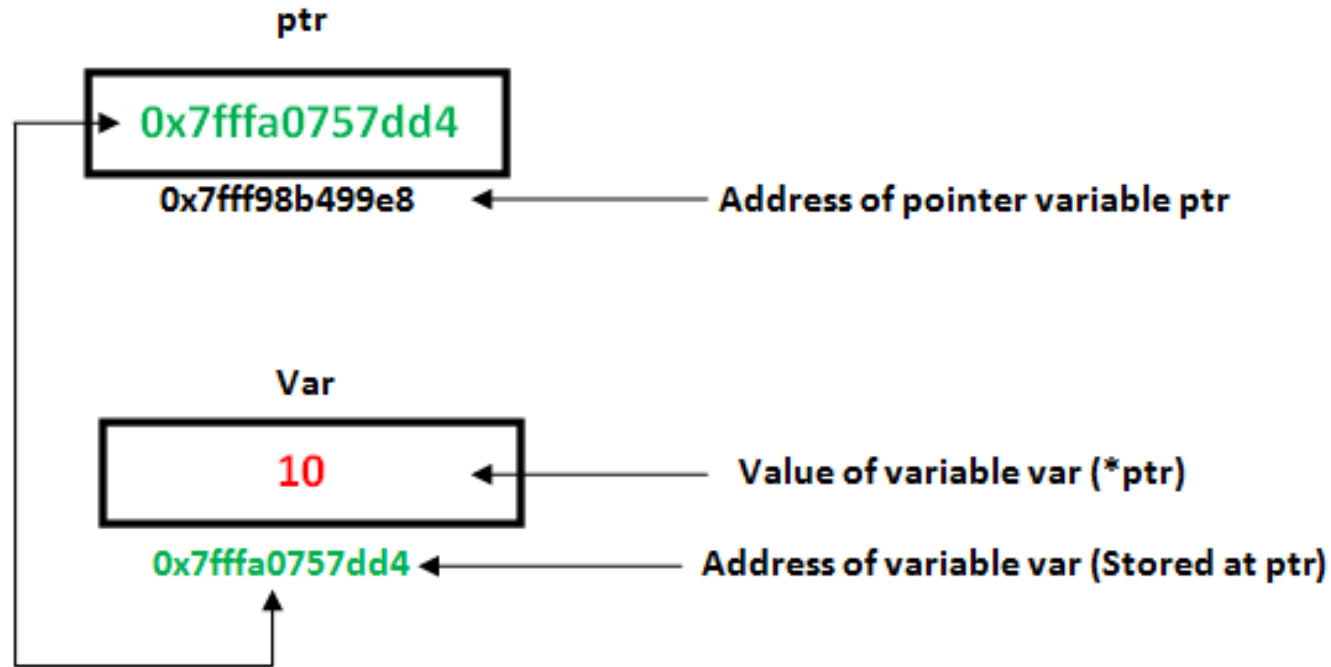 ptr
0x7fffa0757dd4
0x7fff98b499e8
Address of pointer variable ptr
Var
10
Value of variable var (*ptr)
0x7fffa0757dd4
Address of variable var (Stored at ptr)